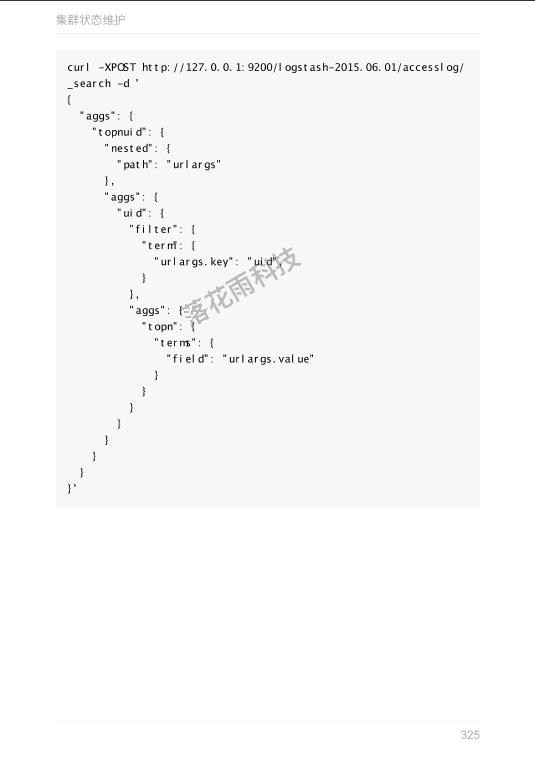 集群状态维护
curl -XPOST http://127.0.0.1:9200/logstash-2015.06.01/accesslog/
_search -d '
{
  "aggs": {
    "topnuid": {
      "nested": {
        "path": "urlargs"
      },
      "aggs": {
        "uid": {
          "filter": {
            "term": {
              "urlargs.key": "uid",
            }
          },
          "aggs": {
            "topn": {
              "terms": {
                "field": "urlargs.value"
              }
            }
          }
        }
      }
    }
  }
}'
落花雨科技
325